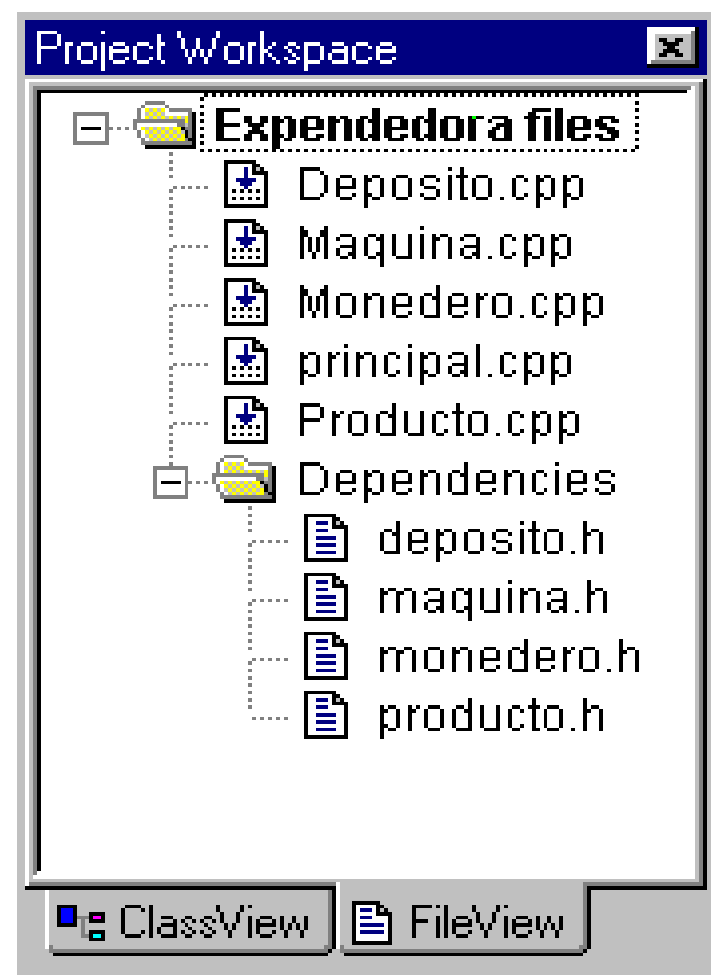 Project Workspace
Expendedora files
Deposito.cpp
Maquina.cpp
Monedero.cpp
principal.cpp
Producto.cpp
Dependencies
deposito.h
maquina.h
monedero.h
producto.h
ClassView FileView